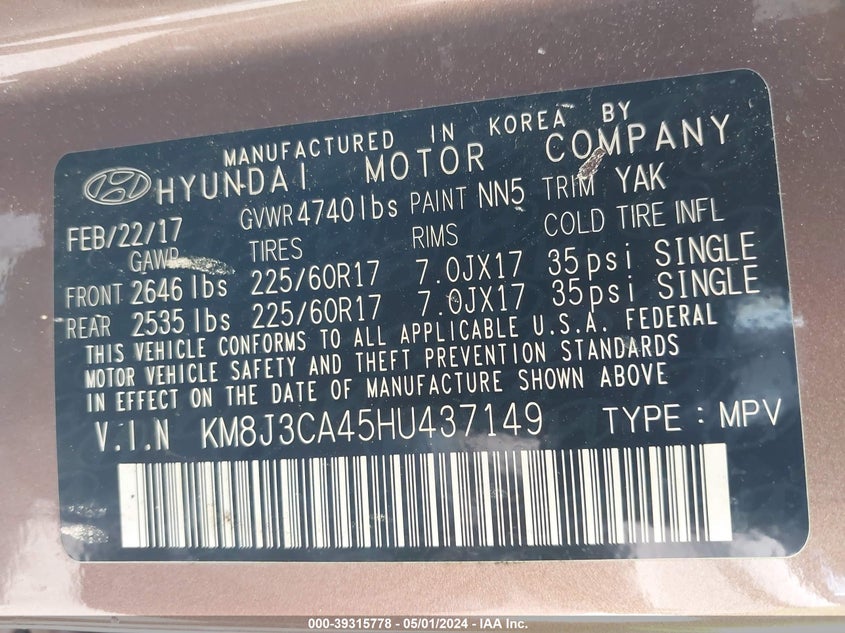 MANUFACTURED IN KOREA BY
HYUNDAI MOTOR COMPANY
FEB/22/17 GVWR 4740 lbs PAINT NN5 TRIM YAK
GAWR TIRES RIMS COLD TIRE INFL
FRONT 2646 lbs 225/60R17 7.0JX17 35psi SINGLE
REAR 2535 lbs 225/60R17 7.0JX17 35psi SINGLE
THIS VEHICLE CONFORMS TO ALL APPLICABLE U.S.A. FEDERAL
MOTOR VEHICLE SAFETY AND THEFT PREVENTION STANDARDS
IN EFFECT ON THE DATE OF MANUFACTURE SHOWN ABOVE
V.I.N KM8J3CA45HU437149 TYPE : MPV
000-39315778 - 05/01/2024 - IAA Inc.